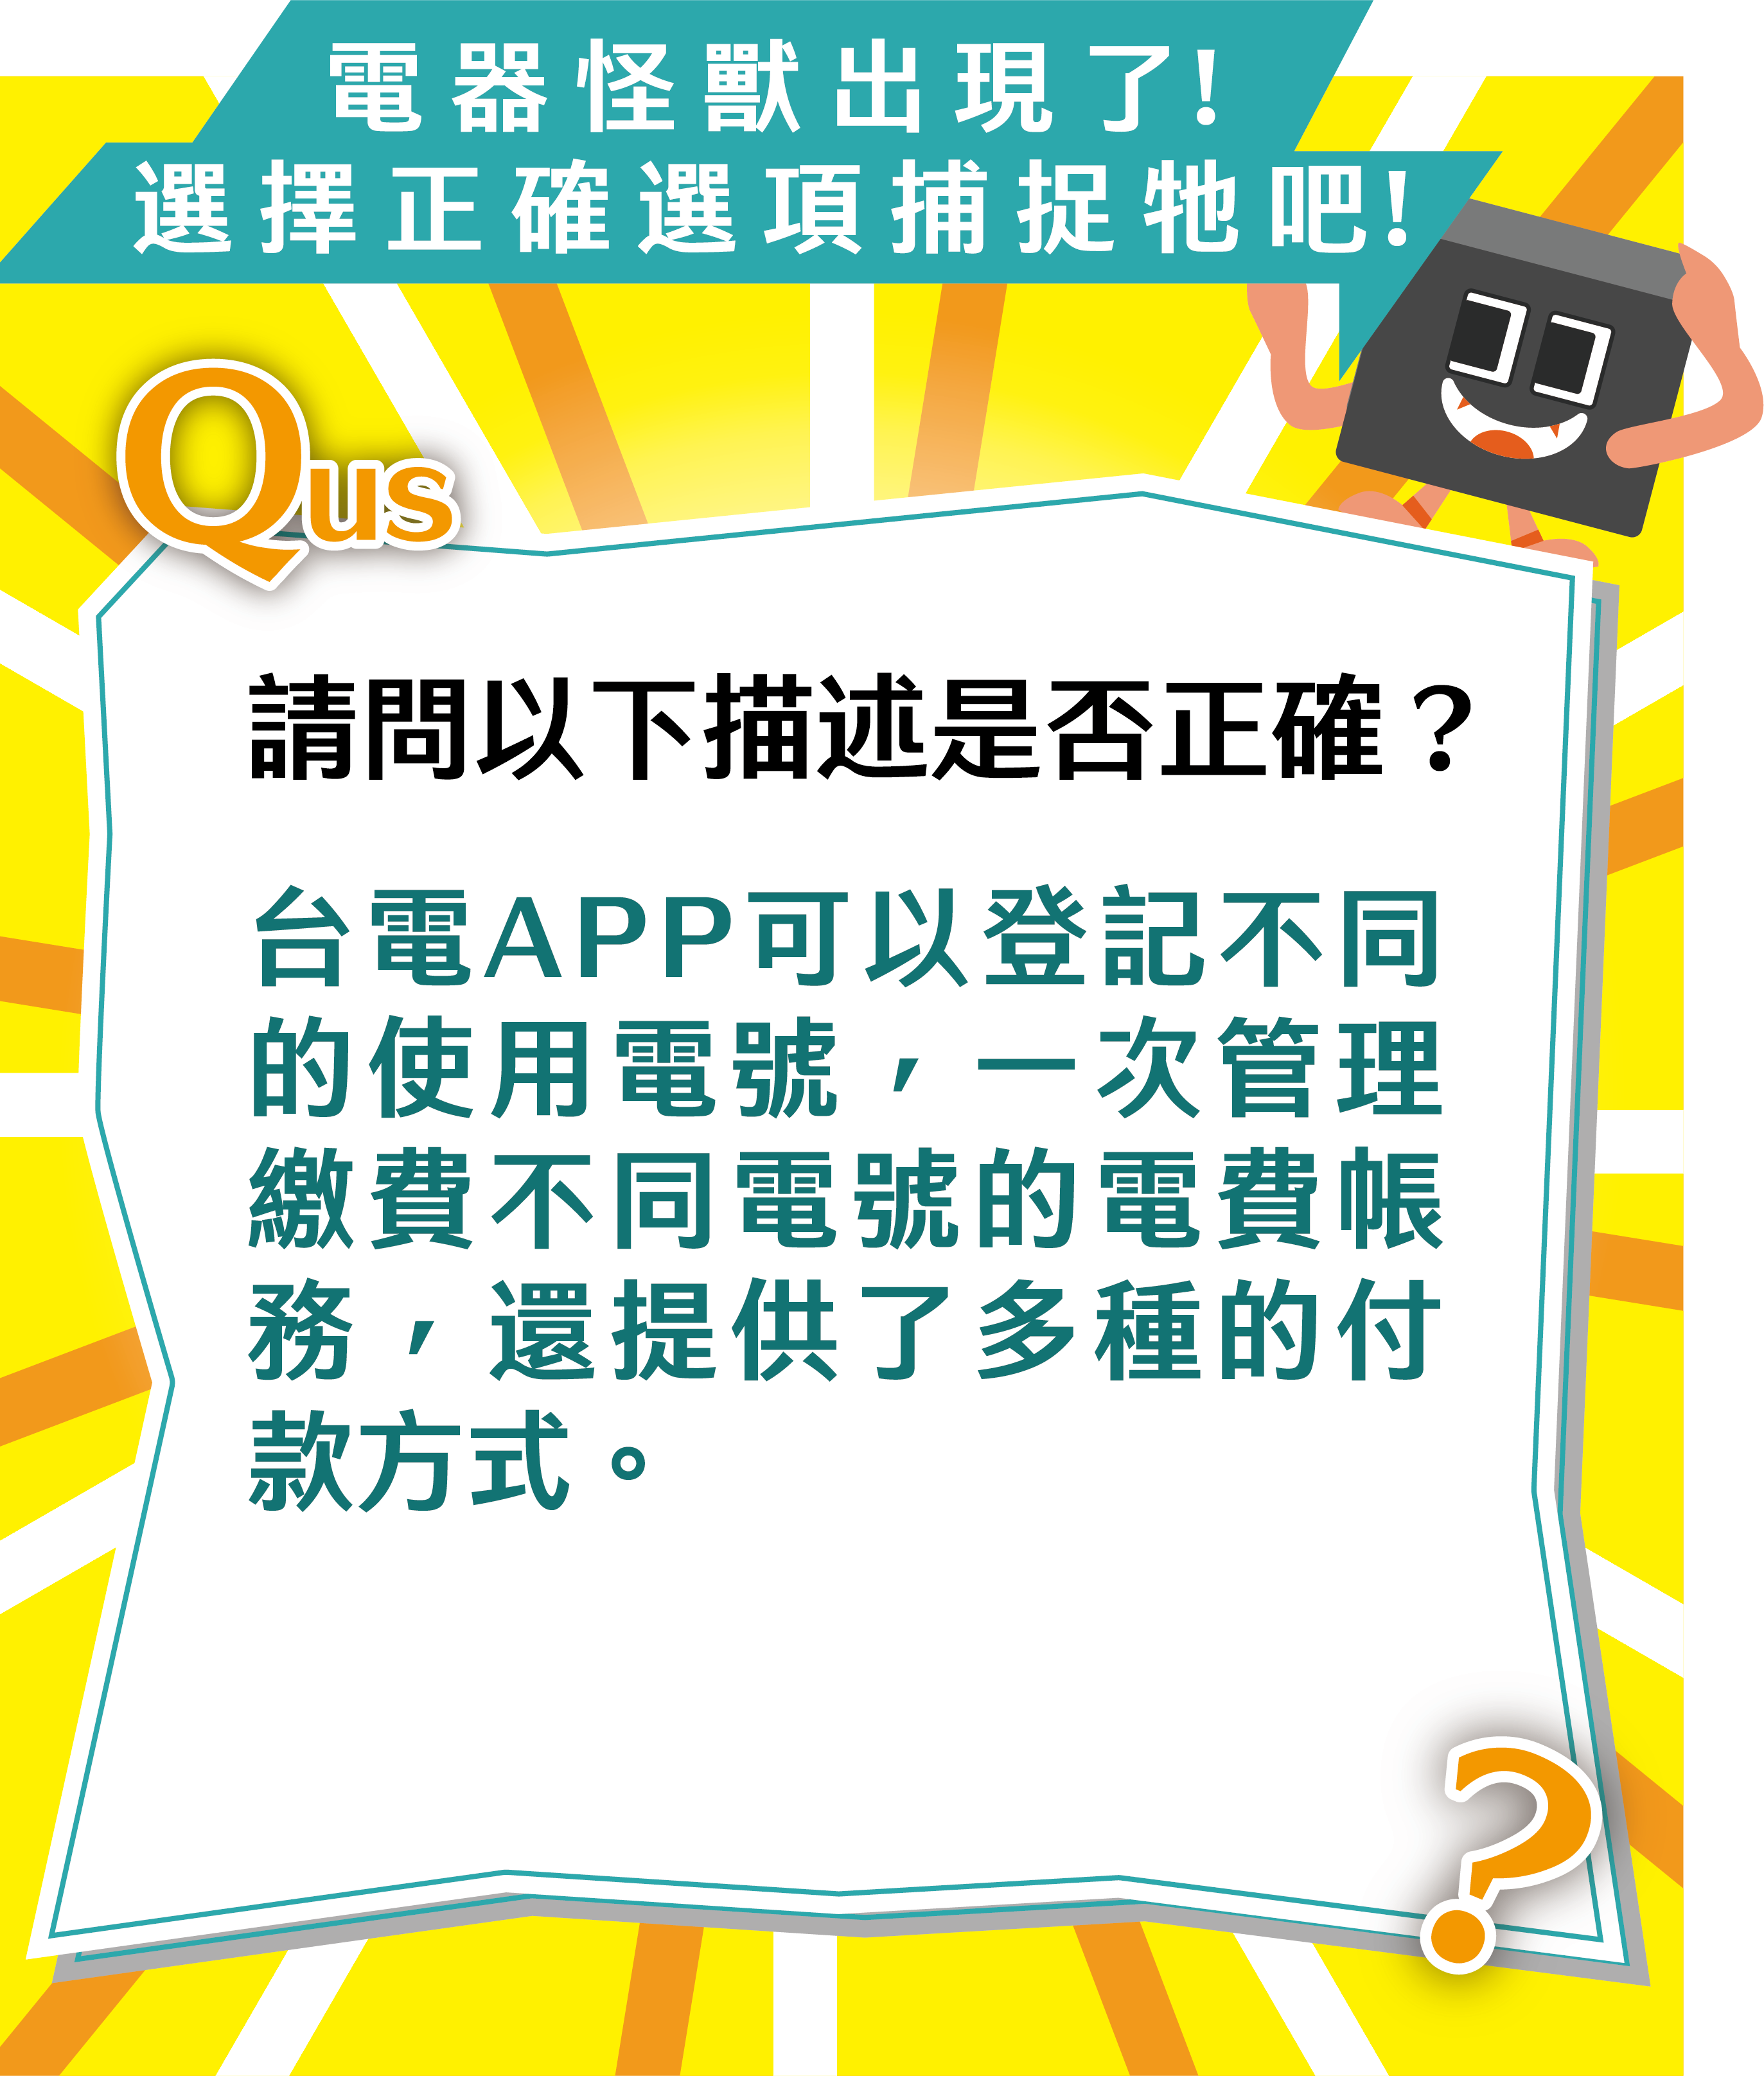 電器怪獸出現了!
選擇正確選項捕捉牠吧!
Qus
請問以下描述是否正確？
台電APP可以登記不同
的使用電號，一次管理
繳費不同電號的電費帳
務，還提供了多種的付
款方式。
?